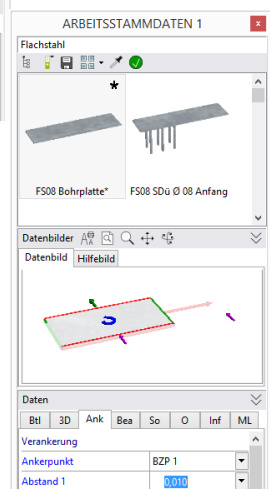 ARBEITSSTAMMDATEN 1
x
Flachstahl
*
FS08 Bohrplatte*
FS08 SDü Ø 08 Anfang
Datenbilder
Datenbild Hilfebild
Daten
Btl 3D Ank Bea So O Inf ML
Verankerung
Ankerpunkt BZP 1
Abstand 1 0,010